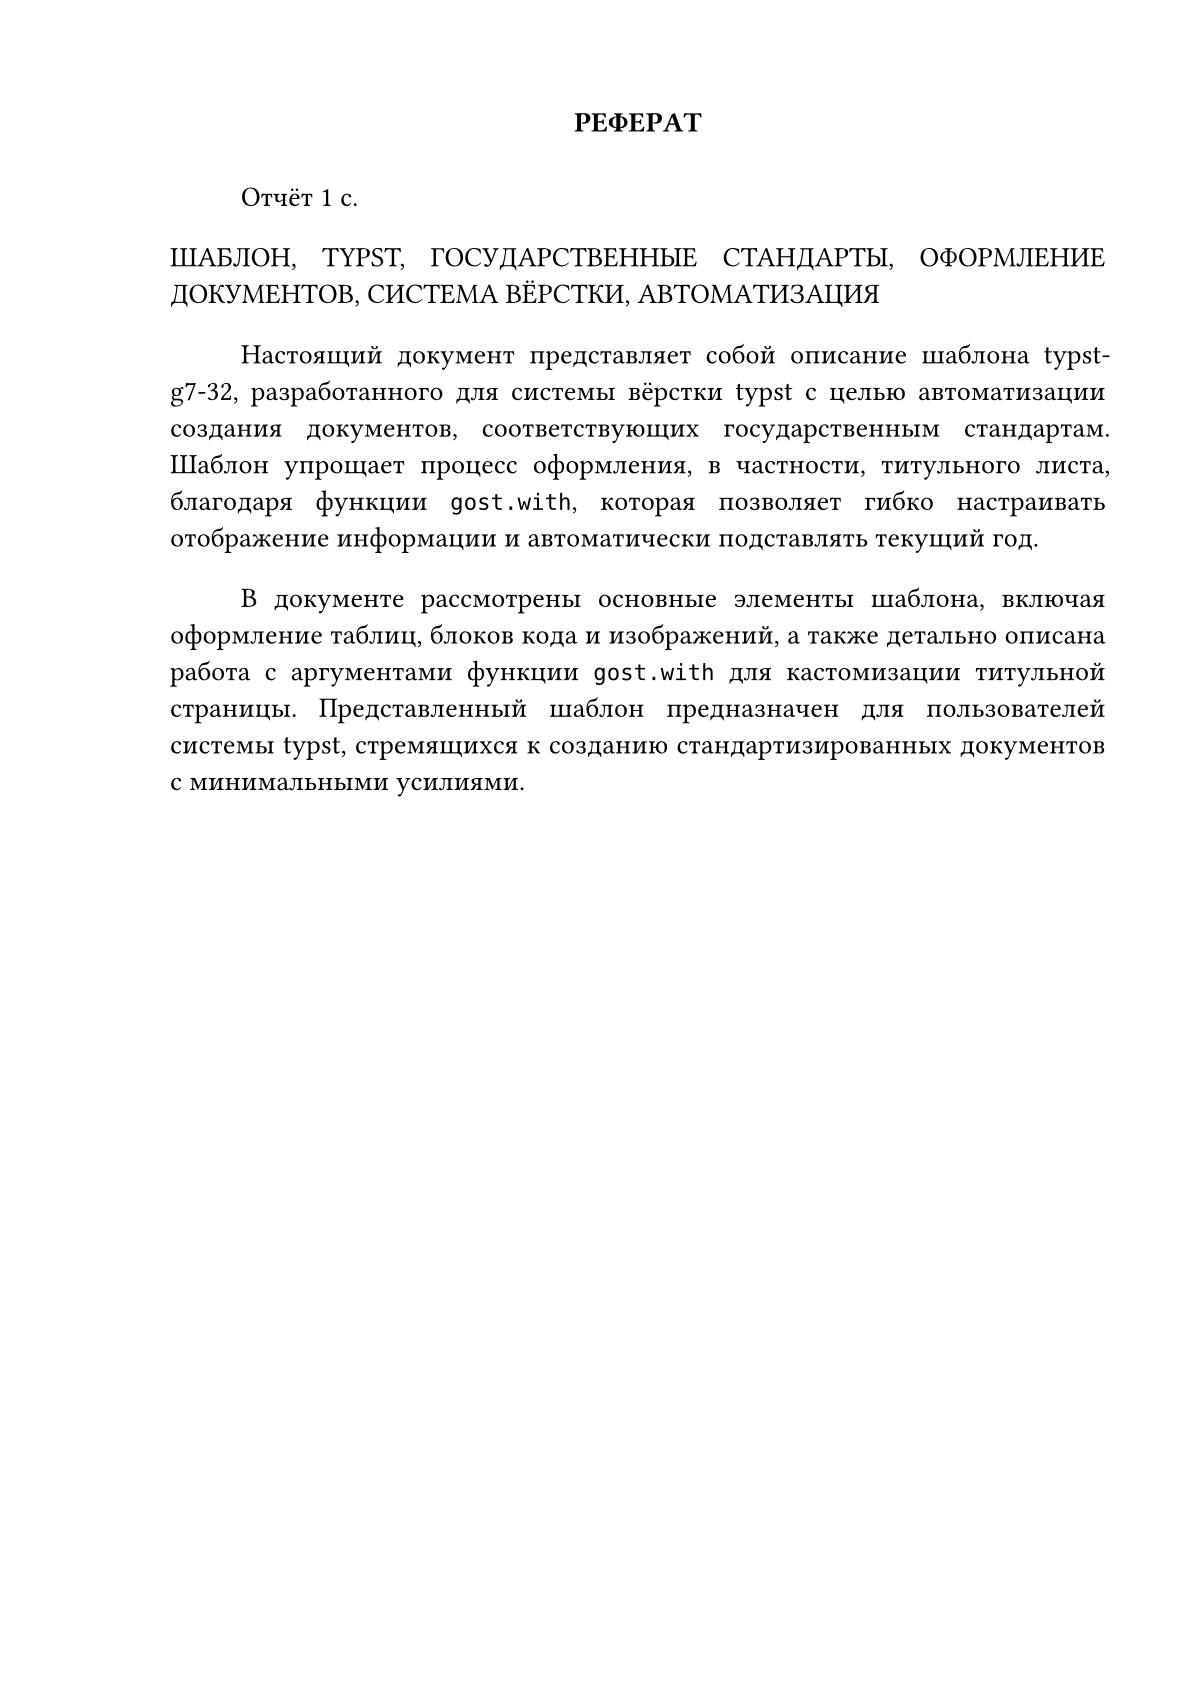 РЕФЕРАТ
Отчёт 1 с.
ШАБЛОН, TYPST, ГОСУДАРСТВЕННЫЕ СТАНДАРТЫ, ОФОРМЛЕНИЕ
ДОКУМЕНТОВ, СИСТЕМА ВЁРСТКИ, АВТОМАТИЗАЦИЯ
Настоящий документ представляет собой описание шаблона typst-
g7-32, разработанного для системы вёрстки typst с целью автоматизации
создания документов, соответствующих государственным стандартам.
Шаблон упрощает процесс оформления, в частности, титульного листа,
благодаря функции gost.with, которая позволяет гибко настраивать
отображение информации и автоматически подставлять текущий год.
В документе рассмотрены основные элементы шаблона, включая
оформление таблиц, блоков кода и изображений, а также детально описана
работа с аргументами функции gost.with для кастомизации титульной
страницы. Представленный шаблон предназначен для пользователей
системы typst, стремящихся к созданию стандартизированных документов
с минимальными усилиями.